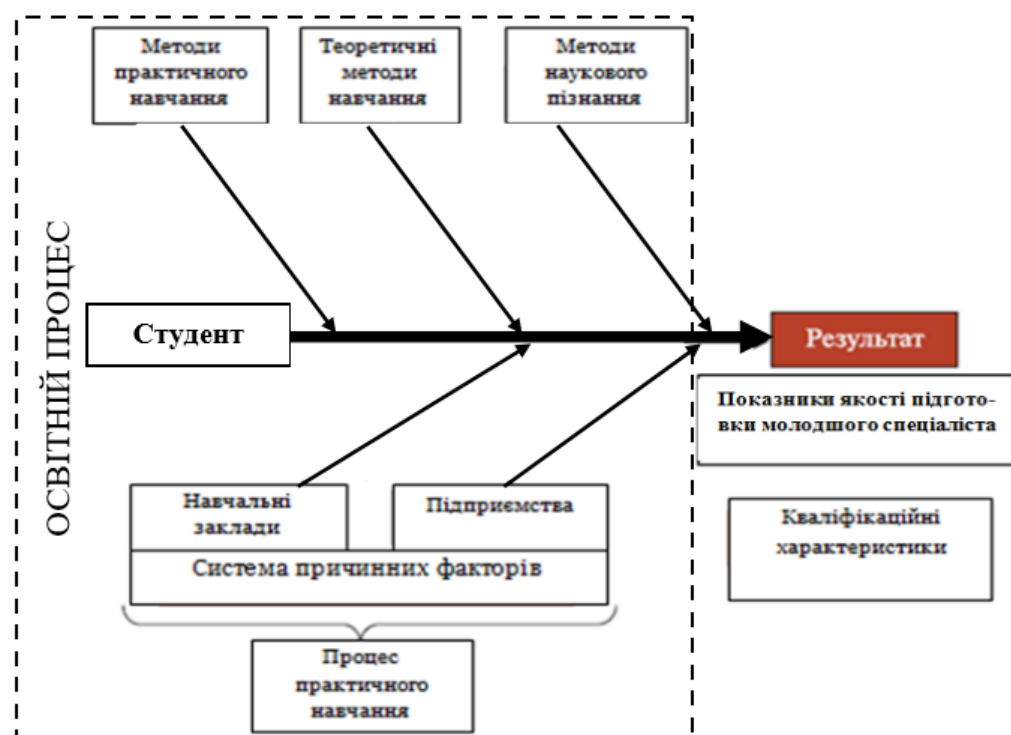 Методи
практичного
навчання
Теоретичні
методи
навчання
Методи
наукового
пізнання
ОСВІТНІЙ ПРОЦЕС
Студент
Результат
Показники якості підгото-
вки молодшого спеціаліста
Навчальні
заклади
Підприємства
Система причинних факторів
Кваліфікаційні
характеристики
Процес
практичного
навчання